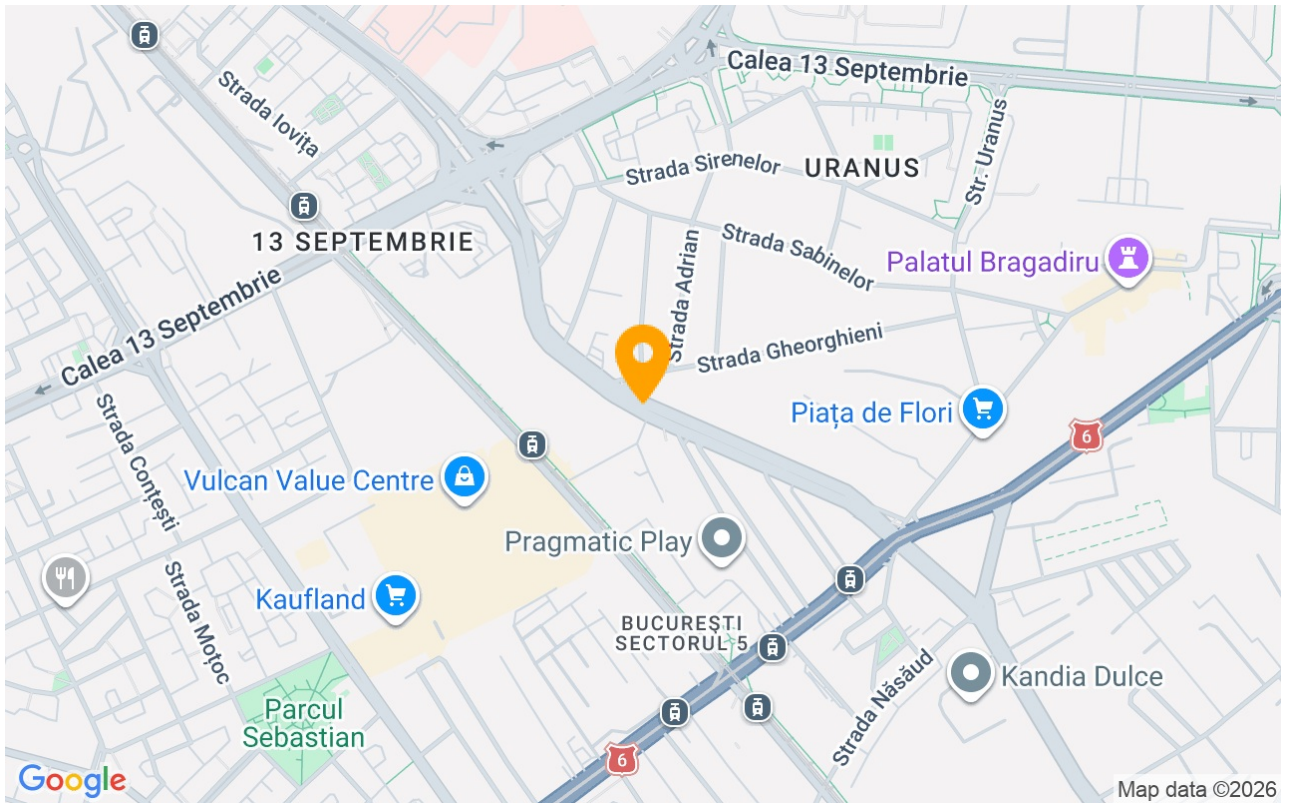 Calea 13 Septembrie
Strada Iovița
Strada Sirenelor
URANUS
Str. Uranus
13 SEPTEMBRIE
Strada Adrian
Strada Sabinelor
Palatul Bragadiru
Calea 13 Septembrie
Strada Gheorghieni
Piața de Flori
6
Strada Conțești
Vulcan Value Centre
Pragmatic Play
Strada Moțoc
Kaufland
BUCUREȘTI
SECTORUL 5
Strada Năsăud
Kandia Dulce
Parcul
Sebastian
6
Google
Map data ©2026